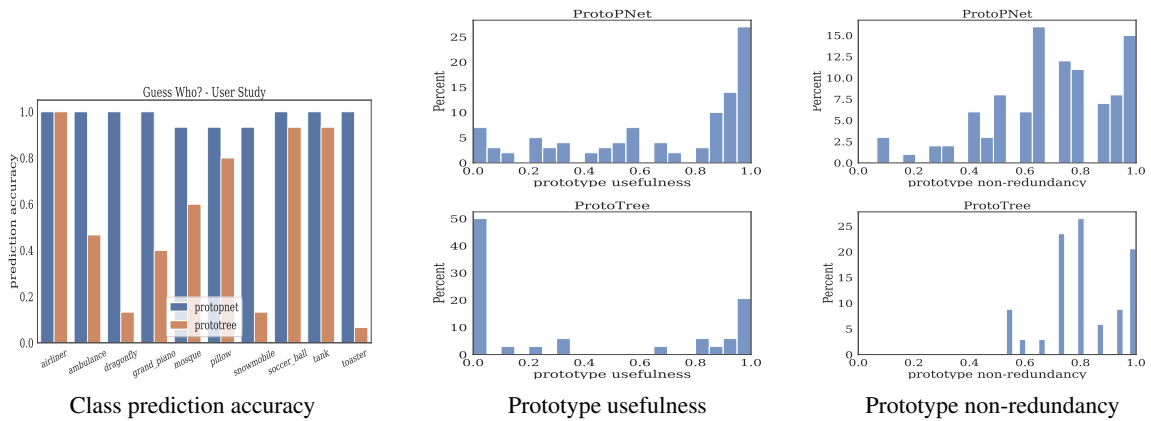 Guess Who? - User Study
prediction accuracy
1.0
0.8
0.6
0.4
0.2
0.0
protopnet
prototree
airliner
ambulance
dragonfly
grand_piano
mosque
pillow
snowmobile
soccer_ball
tank
toaster
Class prediction accuracy
ProtoPNet
Percent
25
20
15
10
5
0
0.0 0.2 0.4 0.6 0.8 1.0
prototype usefulness
ProtoTree
Percent
50
40
30
20
10
0
0.0 0.2 0.4 0.6 0.8 1.0
prototype usefulness
Prototype usefulness
ProtoPNet
Percent
15.0
12.5
10.0
7.5
5.0
2.5
0.0
0.0 0.2 0.4 0.6 0.8 1.0
prototype non-redundancy
ProtoTree
Percent
25
20
15
10
5
0
0.0 0.2 0.4 0.6 0.8 1.0
prototype non-redundancy
Prototype non-redundancy